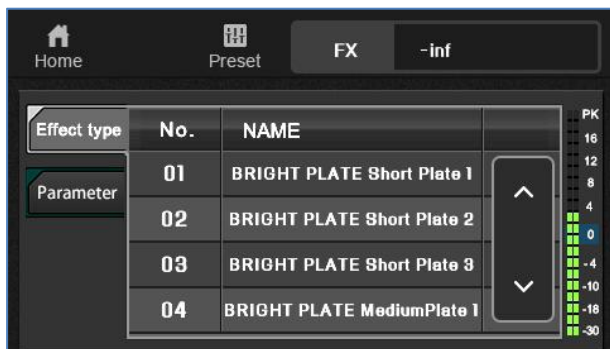 Home Preset FX -inf
Effect type No. NAME
01 BRIGHT PLATE Short Plate 1
Parameter
02 BRIGHT PLATE Short Plate 2
03 BRIGHT PLATE Short Plate 3
04 BRIGHT PLATE MediumPlate 1
PK
16
12
8
4
0
-4
-10
-18
-30